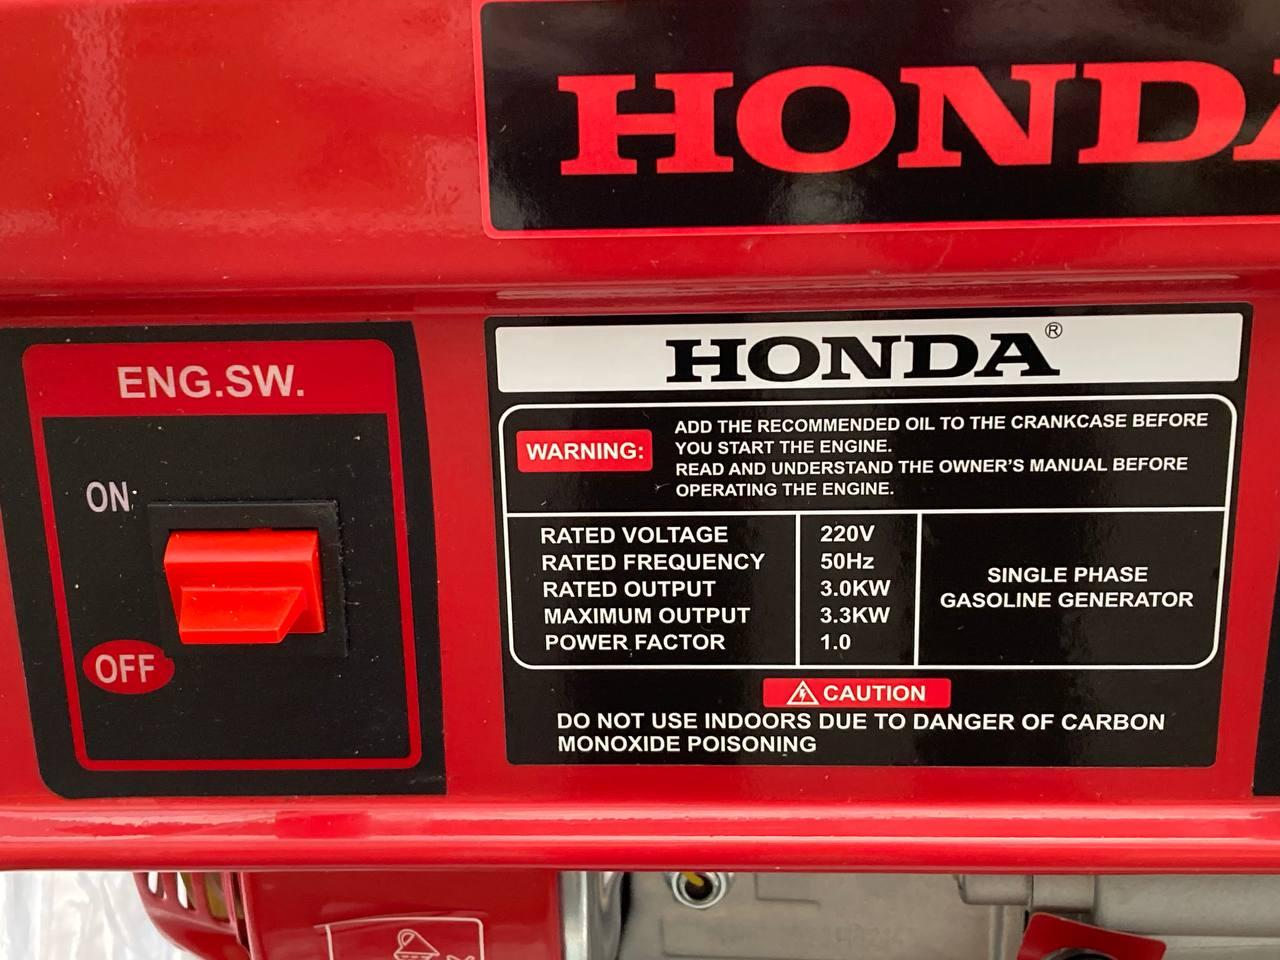 HONDA
ENG.SW.
ON
OFF
HONDA®
WARNING:
ADD THE RECOMMENDED OIL TO THE CRANKCASE BEFORE
YOU START THE ENGINE.
READ AND UNDERSTAND THE OWNER'S MANUAL BEFORE
OPERATING THE ENGINE.
RATED VOLTAGE 220V
RATED FREQUENCY 50Hz
RATED OUTPUT 3.0KW
MAXIMUM OUTPUT 3.3KW
POWER FACTOR 1.0
SINGLE PHASE
GASOLINE GENERATOR
CAUTION
DO NOT USE INDOORS DUE TO DANGER OF CARBON
MONOXIDE POISONING